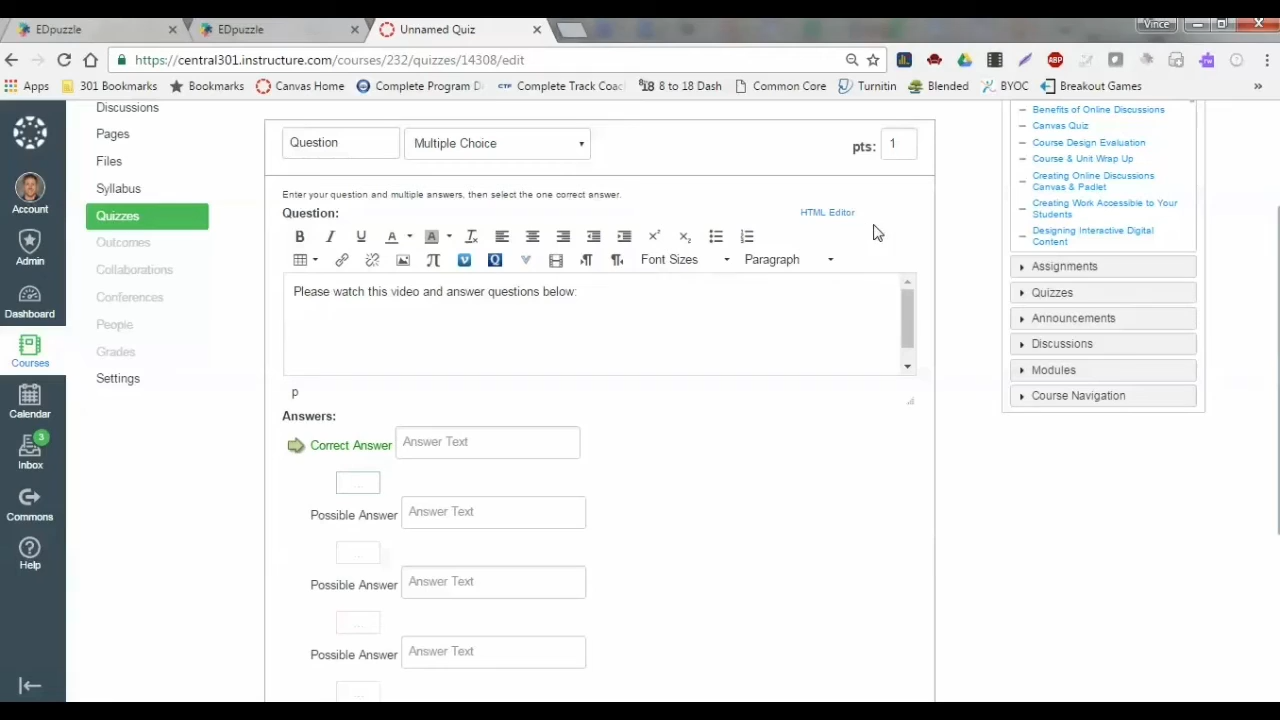 EDpuzzle
EDpuzzle
Unnamed Quiz
Vince
https://central301.instructure.com/courses/232/quizzes/14308/edit
Apps
301 Bookmarks
Bookmarks
Canvas Home
Complete Program D
CTP
Complete Track Coac
8 to 18 Dash
Common Core
Turnitin
Blended
BYOC
Breakout Games
»
Account
Admin
Dashboard
Courses
Calendar
3
Inbox
Commons
Help
Discussions
Pages
Files
Syllabus
Quizzes
Outcomes
Collaborations
Conferences
People
Grades
Settings
Question
Multiple Choice
pts:
1
Enter your question and multiple answers, then select the one correct answer.
Question:
HTML Editor
Font Sizes
Paragraph
Please watch this video and answer questions below:
p
Answers:
Correct Answer
Answer Text
...
Possible Answer
Answer Text
...
Possible Answer
Answer Text
...
Possible Answer
Answer Text
...
Benefits of Online Discussions
Canvas Quiz
Course Design Evaluation
Course & Unit Wrap Up
Creating Online Discussions
Canvas & Padlet
Creating Work Accessible to Your
Students
Designing Interactive Digital
Content
Assignments
Quizzes
Announcements
Discussions
Modules
Course Navigation